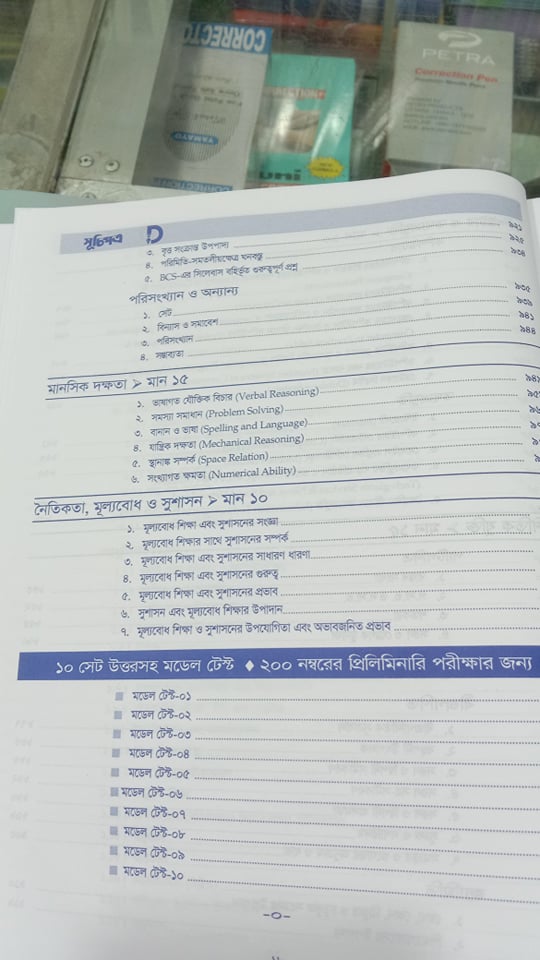 CORRECTO
YAMAYO
CORRECTO
PETRA
Correction Pen
সূচিপত্র
৩. বৃত্ত সংক্রান্ত উপপাদ্য ৯২১
৪. পরিমিতি-সমতলীয়ক্ষেত্র ঘনবস্তু ৯২৫
৫. BCS-এর সিলেবাস বহির্ভূত গুরুত্বপূর্ণ প্রশ্ন ৯৩৪
পরিসংখ্যান ও অন্যান্য
১. সেট ৯৩৫
২. বিন্যাস ও সমাবেশ ৯৩৯
৩. পরিসংখ্যান ৯৪১
৪. সম্ভাব্যতা ৯৪৪
মানসিক দক্ষতা ➢ মান ১৫
১. ভাষাগত যৌক্তিক বিচার (Verbal Reasoning)
২. সমস্যা সমাধান (Problem Solving)
৩. বানান ও ভাষা (Spelling and Language)
৪. যান্ত্রিক দক্ষতা (Mechanical Reasoning)
৫. স্থানাঙ্ক সম্পর্ক (Space Relation)
৬. সংখ্যাগত ক্ষমতা (Numerical Ability)
নৈতিকতা, মূল্যবোধ ও সুশাসন ➢ মান ১০
১. মূল্যবোধ শিক্ষা এবং সুশাসনের সংজ্ঞা
২. মূল্যবোধ শিক্ষার সাথে সুশাসনের সম্পর্ক
৩. মূল্যবোধ শিক্ষা এবং সুশাসনের সাধারণ ধারণা
৪. মূল্যবোধ শিক্ষা এবং সুশাসনের গুরুত্ব
৫. মূল্যবোধ শিক্ষা এবং সুশাসনের প্রভাব
৬. সুশাসন এবং মূল্যবোধ শিক্ষার উপাদান
৭. মূল্যবোধ শিক্ষা ও সুশাসনের উপযোগিতা এবং অভাবজনিত প্রভাব
১০ সেট উত্তরসহ মডেল টেস্ট ♦ ২০০ নম্বরের প্রিলিমিনারি পরীক্ষার জন্য
মডেল টেস্ট-০১
মডেল টেস্ট-০২
মডেল টেস্ট-০৩
মডেল টেস্ট-০৪
মডেল টেস্ট-০৫
মডেল টেস্ট-০৬
মডেল টেস্ট-০৭
মডেল টেস্ট-০৮
মডেল টেস্ট-০৯
মডেল টেস্ট-১০
-০-